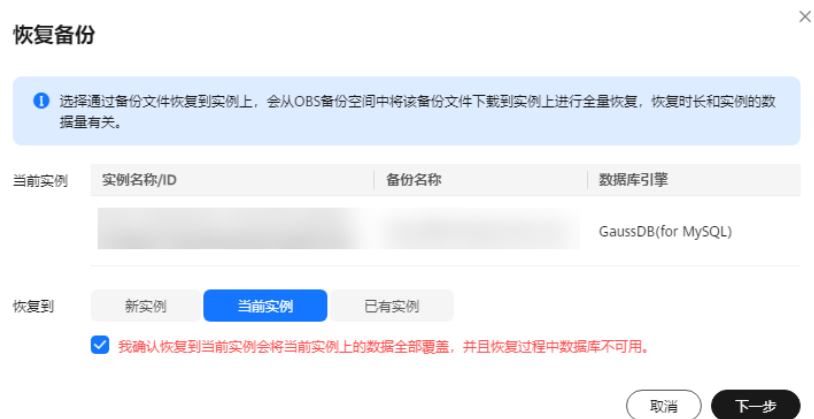 恢复备份
选择通过备份文件恢复到实例上，会从OBS备份空间中将该备份文件下载到实例上进行全量恢复，恢复时长和实例的数
据量有关。
当前实例 实例名称/ID 备份名称 数据库引擎
GaussDB(for MySQL)
恢复到 新实例 当前实例 已有实例
我确认恢复到当前实例会将当前实例上的数据全部覆盖，并且恢复过程中数据库不可用。
取消 下一步